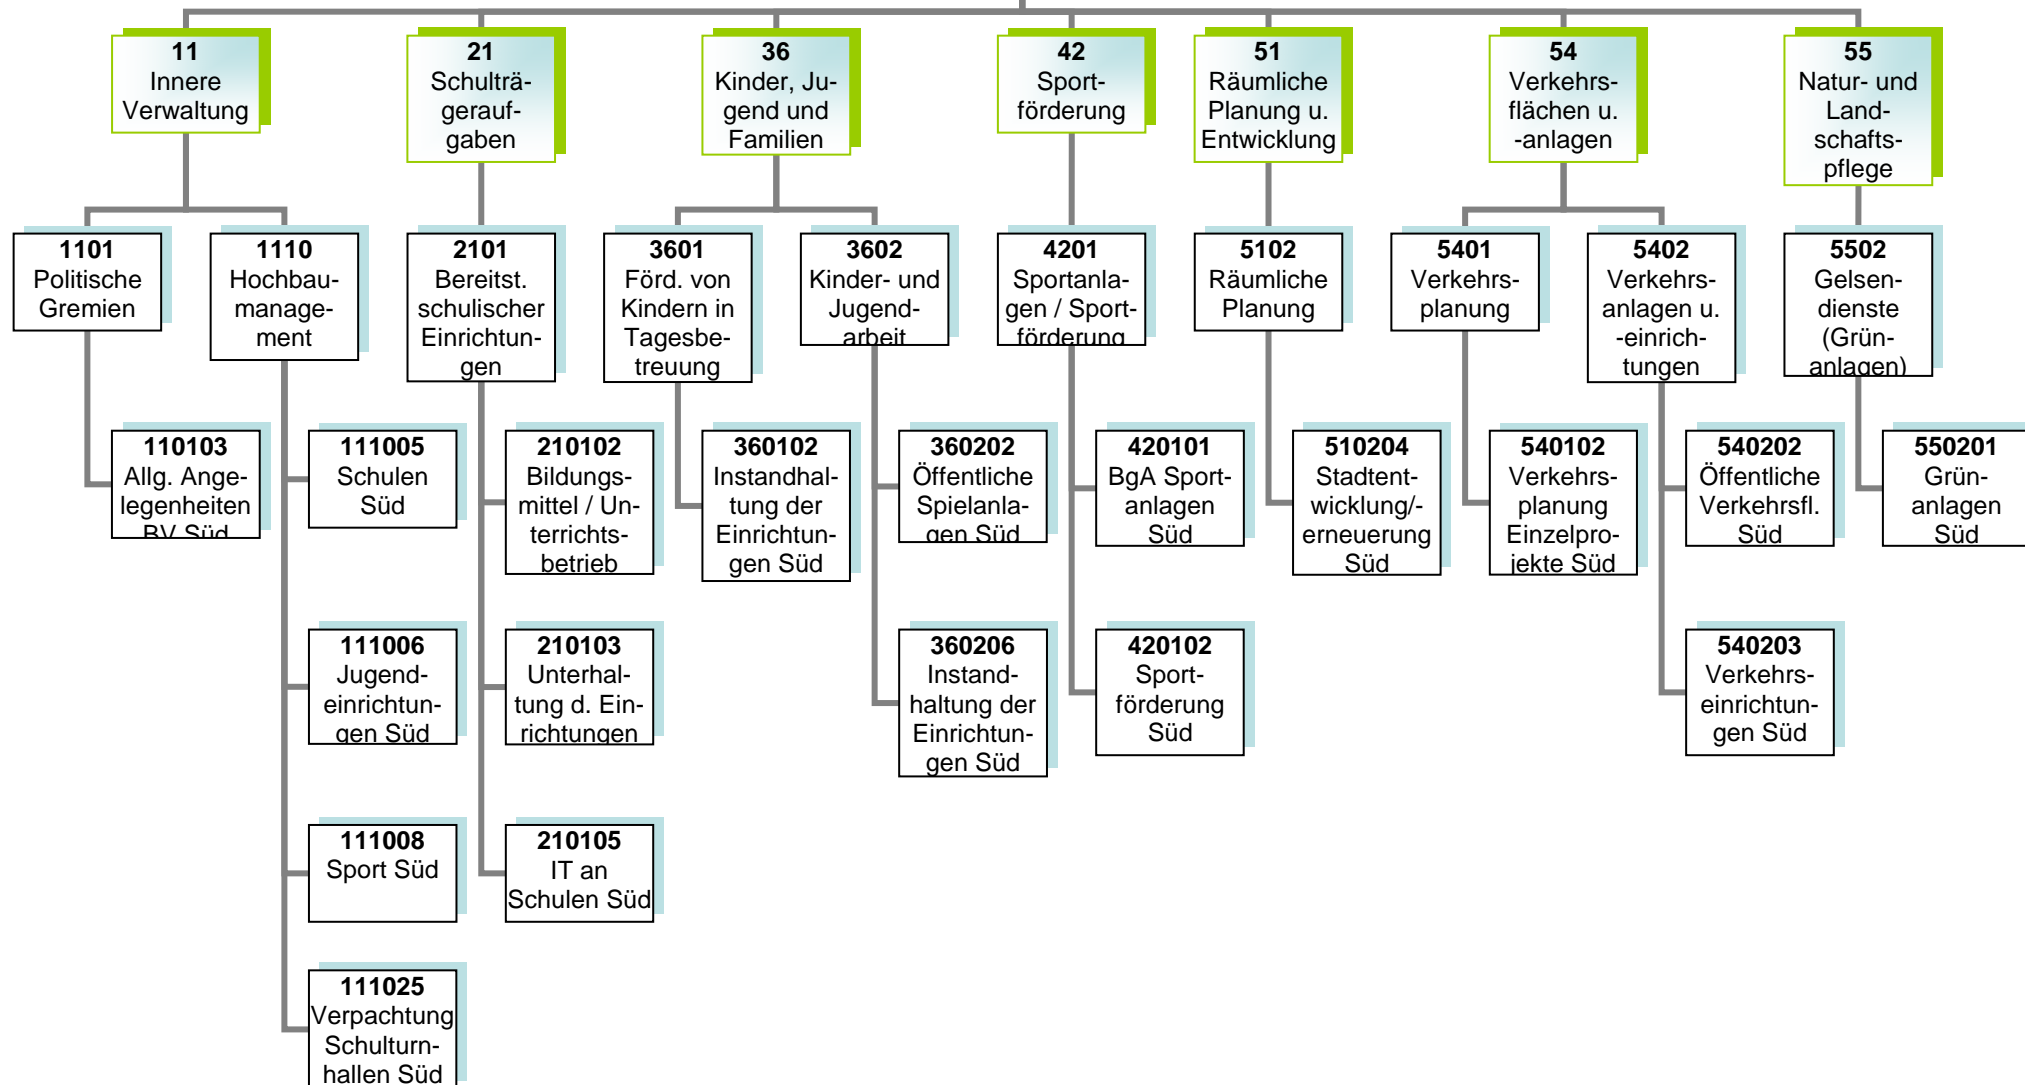 11
Innere
Verwaltung
21
Schulträ-
gerauf-
gaben
36
Kinder, Ju-
gend und
Familien
42
Sport-
förderung
51
Räumliche
Planung u.
Entwicklung
54
Verkehrs-
flächen u.
-anlagen
55
Natur- und
Land-
schafts-
pflege
1101
Politische
Gremien
1110
Hochbau-
manage-
ment
2101
Bereitst.
schulischer
Einrichtun-
gen
3601
Förd. von
Kindern in
Tagesbe-
treuung
3602
Kinder- und
Jugend-
arbeit
4201
Sportanla-
gen / Sport-
förderung
5102
Räumliche
Planung
5401
Verkehrs-
planung
5402
Verkehrs-
anlagen u.
-einrich-
tungen
5502
Gelsen-
dienste
(Grün-
anlagen)
110103
Allg. Ange-
legenheiten
BV Süd
111005
Schulen
Süd
210102
Bildungs-
mittel / Un-
terrichts-
betrieb
360102
Instandhal-
tung der
Einrichtun-
gen Süd
360202
Öffentliche
Spielanla-
gen Süd
420101
BgA Sport-
anlagen
Süd
510204
Stadtent-
wicklung/-
erneuerung
Süd
540102
Verkehrs-
planung
Einzelpro-
jekte Süd
540202
Öffentliche
Verkehrsfl.
Süd
550201
Grün-
anlagen
Süd
111006
Jugend-
einrichtun-
gen Süd
210103
Unterhal-
tung d. Ein-
richtungen
360206
Instand-
haltung der
Einrichtun-
gen Süd
420102
Sport-
förderung
Süd
540203
Verkehrs-
einrichtun-
gen Süd
111008
Sport Süd
210105
IT an
Schulen Süd
111025
Verpachtung
Schulturn-
hallen Süd